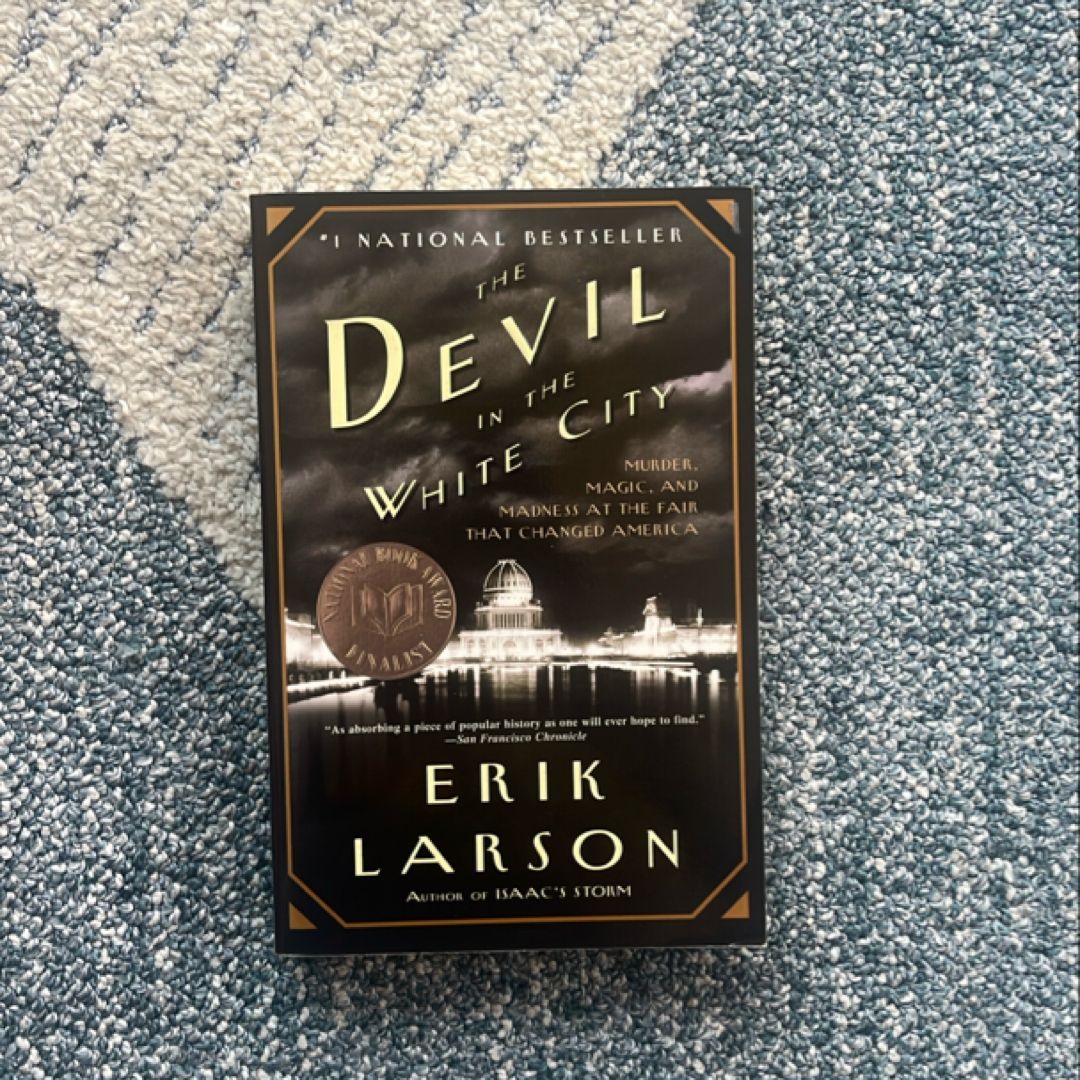 #1 NATIONAL BESTSELLER
THE
DEVIL
IN THE
WHITE CITY
MURDER,
MAGIC, AND
MADNESS AT THE FAIR
THAT CHANGED AMERICA
NATIONAL BOOK AWARD
FINALIST
"As absorbing a piece of popular history as one will ever hope to find."
—San Francisco Chronicle
ERIK
LARSON
AUTHOR OF ISAAC'S STORM